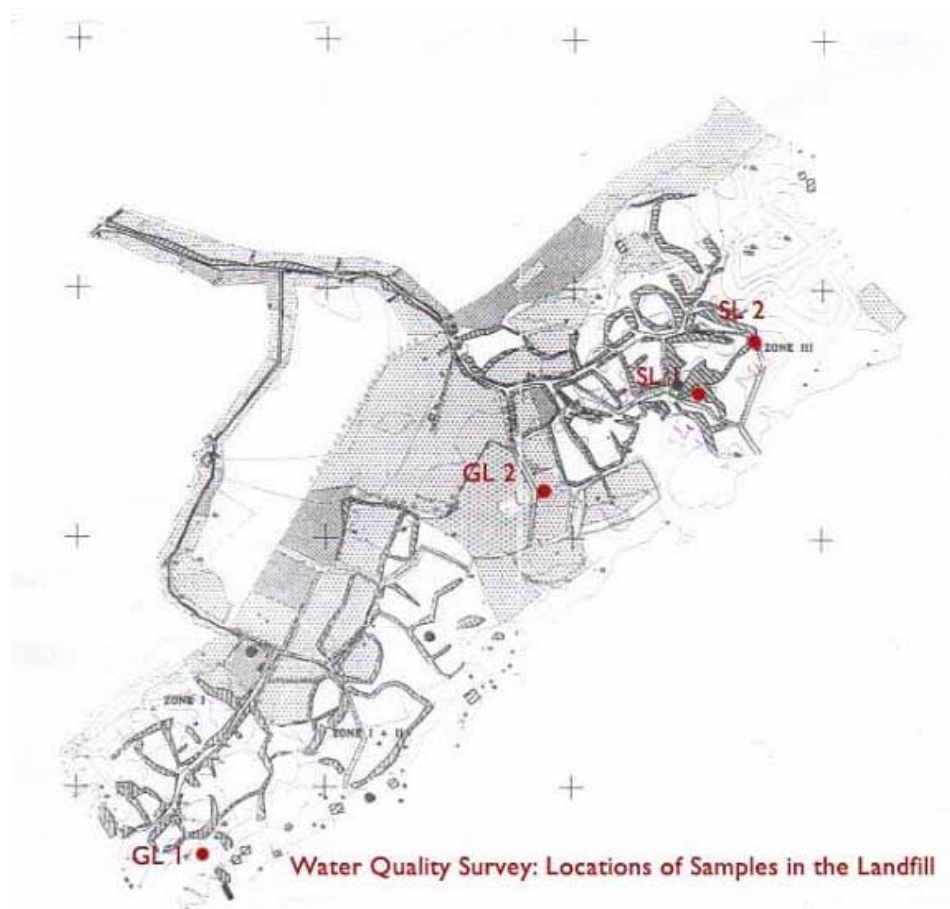 SL 2
ZONE III
SL 1
GL 2
ZONE I
ZONE I + II
GL 1
Water Quality Survey: Locations of Samples in the Landfill